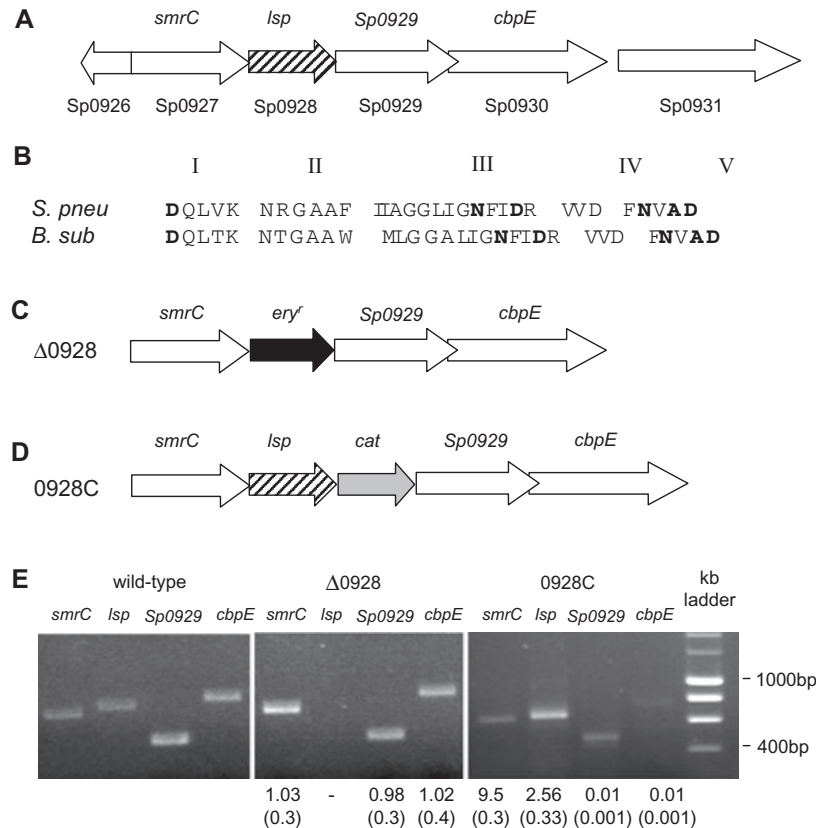 A
smrC lsp Sp0929 cbpE
Sp0926 Sp0927 Sp0928 Sp0929 Sp0930 Sp0931
B
I II III IV V
S. pneu DQLVK NRGAAF IIAGGLIGNFIDR VVD FNVAD
B. sub DQLTK NTGAAW MLGGALIGNFIDR VVD FNVAD
C
smrC eryʳ Sp0929 cbpE
Δ0928
D
smrC lsp cat Sp0929 cbpE
0928C
E
wild-type Δ0928 0928C kb ladder
smrC lsp Sp0929 cbpE smrC lsp Sp0929 cbpE smrC lsp Sp0929 cbpE
- 1000bp
- 400bp
1.03 - 0.98 1.02 9.5 2.56 0.01 0.01
(0.3) (0.3) (0.4) (0.3) (0.33) (0.001) (0.001)